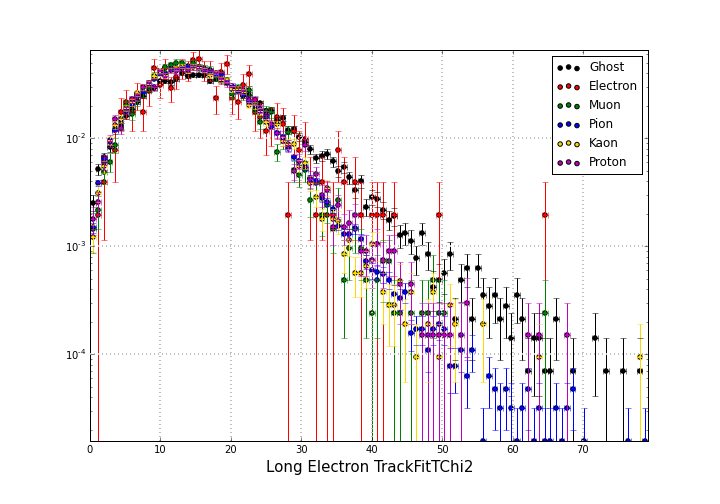 10⁻²
10⁻³
10⁻⁴
0 10 20 30 40 50 60 70
Long Electron TrackFitTChi2
Ghost
Electron
Muon
Pion
Kaon
Proton